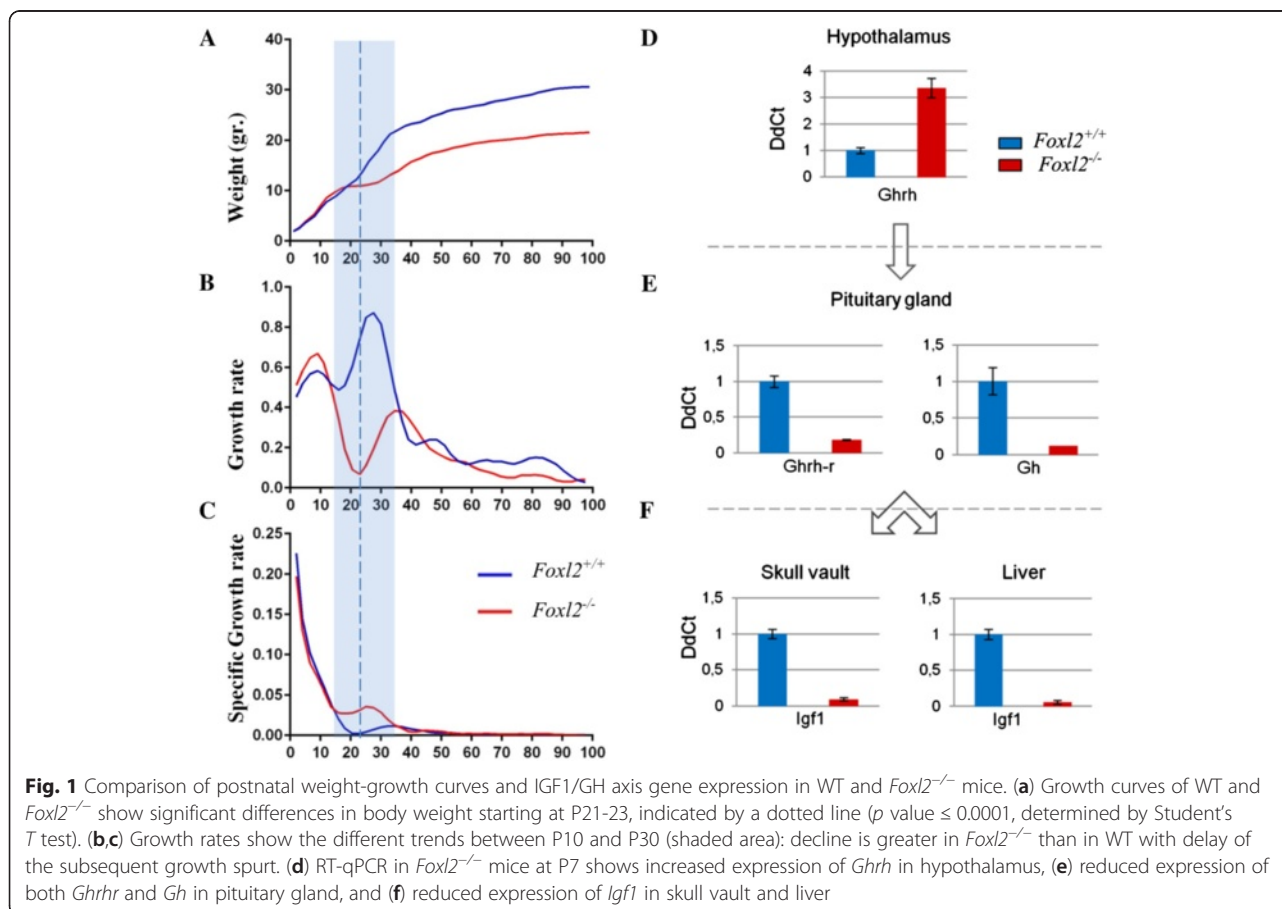 A
40
30
20
10
0
Weight (gr.)
0 10 20 30 40 50 60 70 80 90 100
B
1.0
0.8
0.6
0.4
0.2
0.0
Growth rate
0 10 20 30 40 50 60 70 80 90 100
C
0.25
0.20
0.15
0.10
0.05
0.00
Specific Growth rate
Foxl2+/+
Foxl2-/-
0 10 20 30 40 50 60 70 80 90 100
D
Hypothalamus
4
3
2
1
0
DdCt
Ghrh
Foxl2+/+
Foxl2-/-
E
Pituitary gland
1,5
1
0,5
0
DdCt
Ghrh-r
1,5
1
0,5
0
Gh
F
Skull vault
1,5
1
0,5
0
DdCt
Igf1
Liver
1,5
1
0,5
0
Igf1
Fig. 1 Comparison of postnatal weight-growth curves and IGF1/GH axis gene expression in WT and Foxl2−/− mice. (a) Growth curves of WT and
Foxl2−/− show significant differences in body weight starting at P21-23, indicated by a dotted line (p value ≤ 0.0001, determined by Student's
T test). (b,c) Growth rates show the different trends between P10 and P30 (shaded area): decline is greater in Foxl2−/− than in WT with delay of
the subsequent growth spurt. (d) RT-qPCR in Foxl2−/− mice at P7 shows increased expression of Ghrh in hypothalamus, (e) reduced expression of
both Ghrhr and Gh in pituitary gland, and (f) reduced expression of Igf1 in skull vault and liver